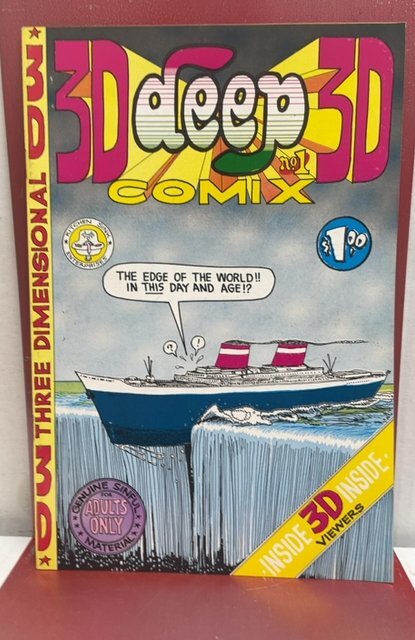 3D deep 3D
no. 1
COMIX
3D THREE DIMENSIONAL 3D
KITCHEN SINK
ENTERPRISES
$1.00
THE EDGE OF THE WORLD!!
IN THIS DAY AND AGE!?
? !
GENUINE SINFUL
FOR
ADULTS
ONLY
MATERIAL
INSIDE 3D INSIDE
VIEWERS